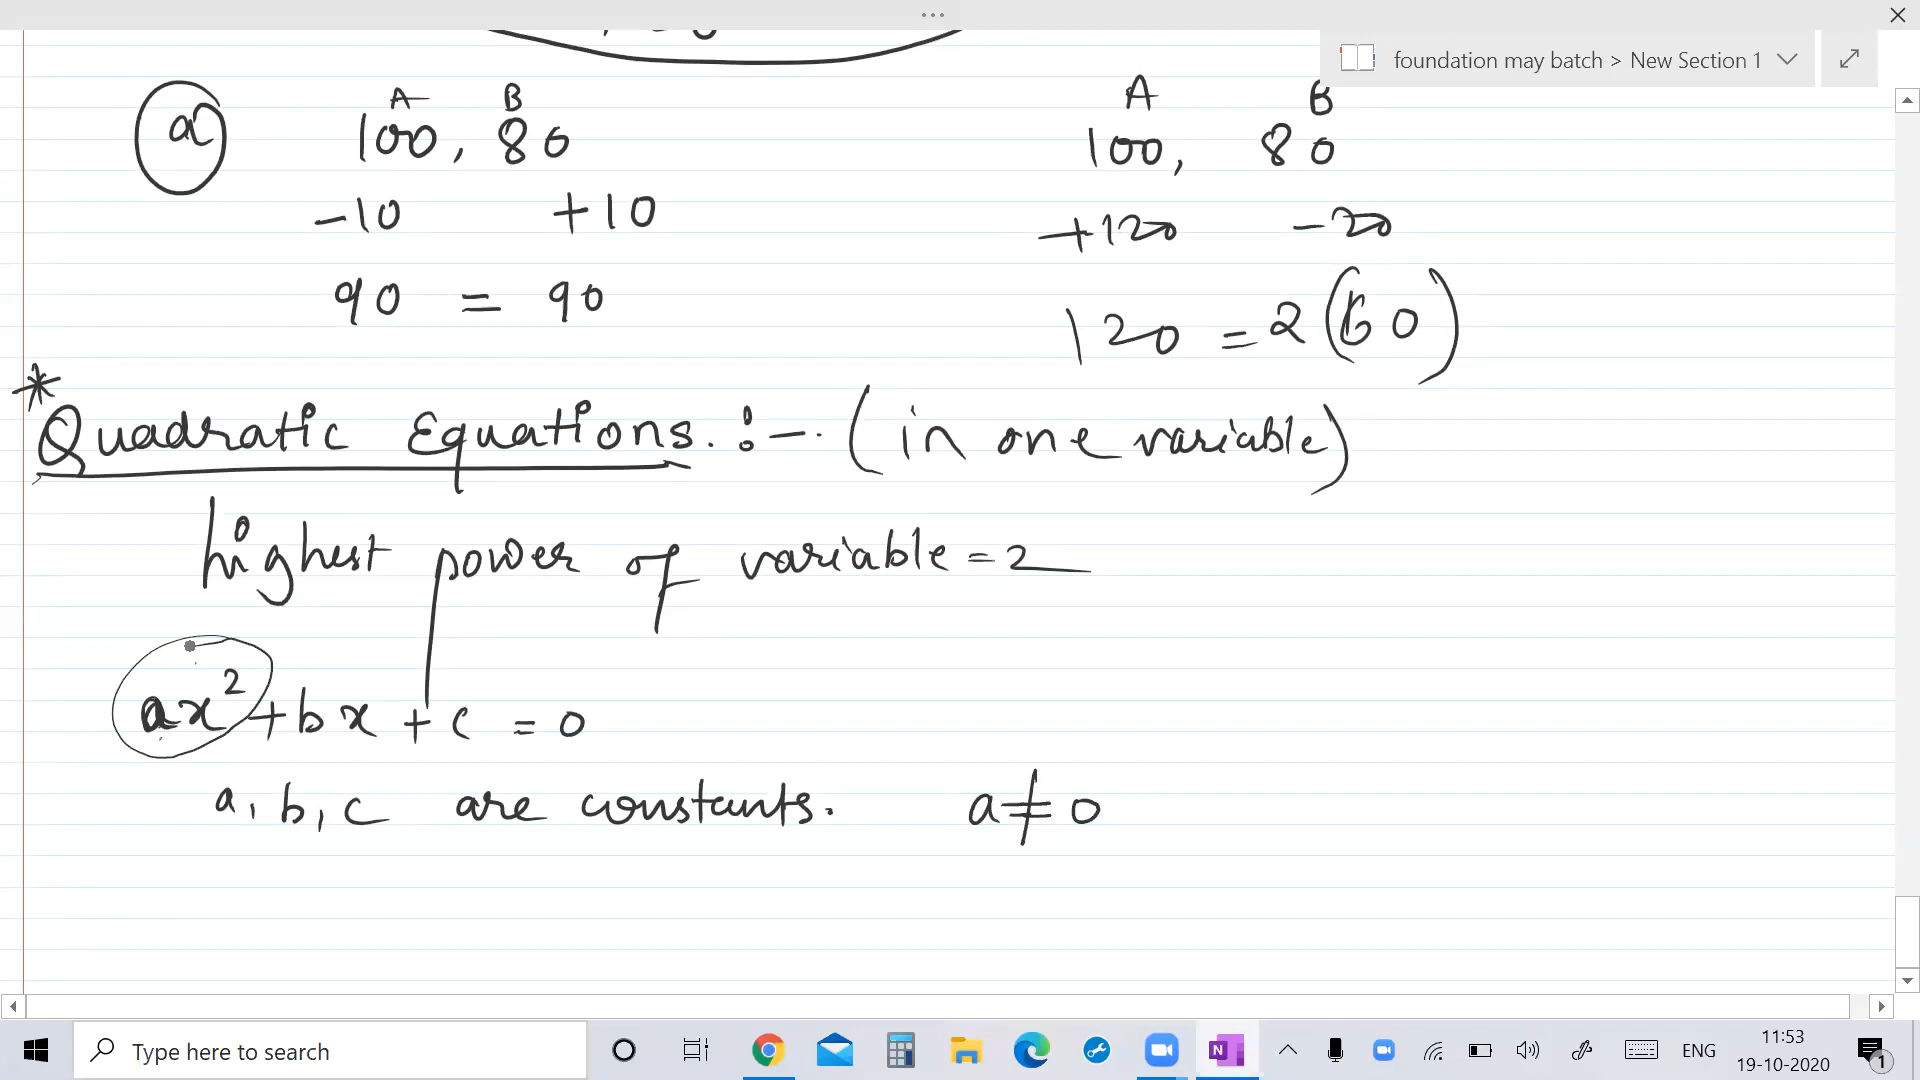 foundation may batch > New Section 1
a
A B
100, 80
-10 +10
90 = 90
A B
100, 80
+120 -20
120 = 2(60)
*Quadratic Equations. :-. (in one variable)
highest power of variable = 2
ax² + bx + c = 0
a, b, c are constants. a ≠ 0
Type here to search
ENG
11:53
19-10-2020
1